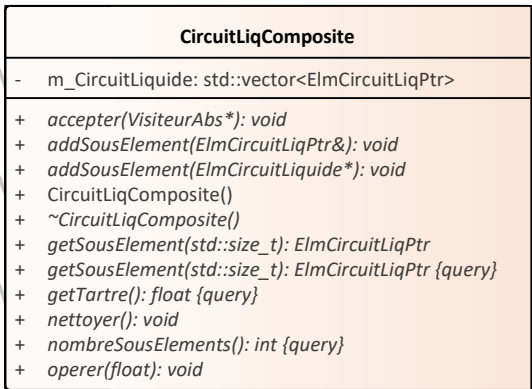 CircuitLiqComposite
- m_CircuitLiquide: std::vector<ElmCircuitLiqPtr>
+ accepter(VisiteurAbs*): void
+ addSousElement(ElmCircuitLiqPtr&): void
+ addSousElement(ElmCircuitLiquide*): void
+ CircuitLiqComposite()
+ ~CircuitLiqComposite()
+ getSousElement(std::size_t): ElmCircuitLiqPtr
+ getSousElement(std::size_t): ElmCircuitLiqPtr {query}
+ getTartre(): float {query}
+ nettoyer(): void
+ nombreSousElements(): int {query}
+ operer(float): void